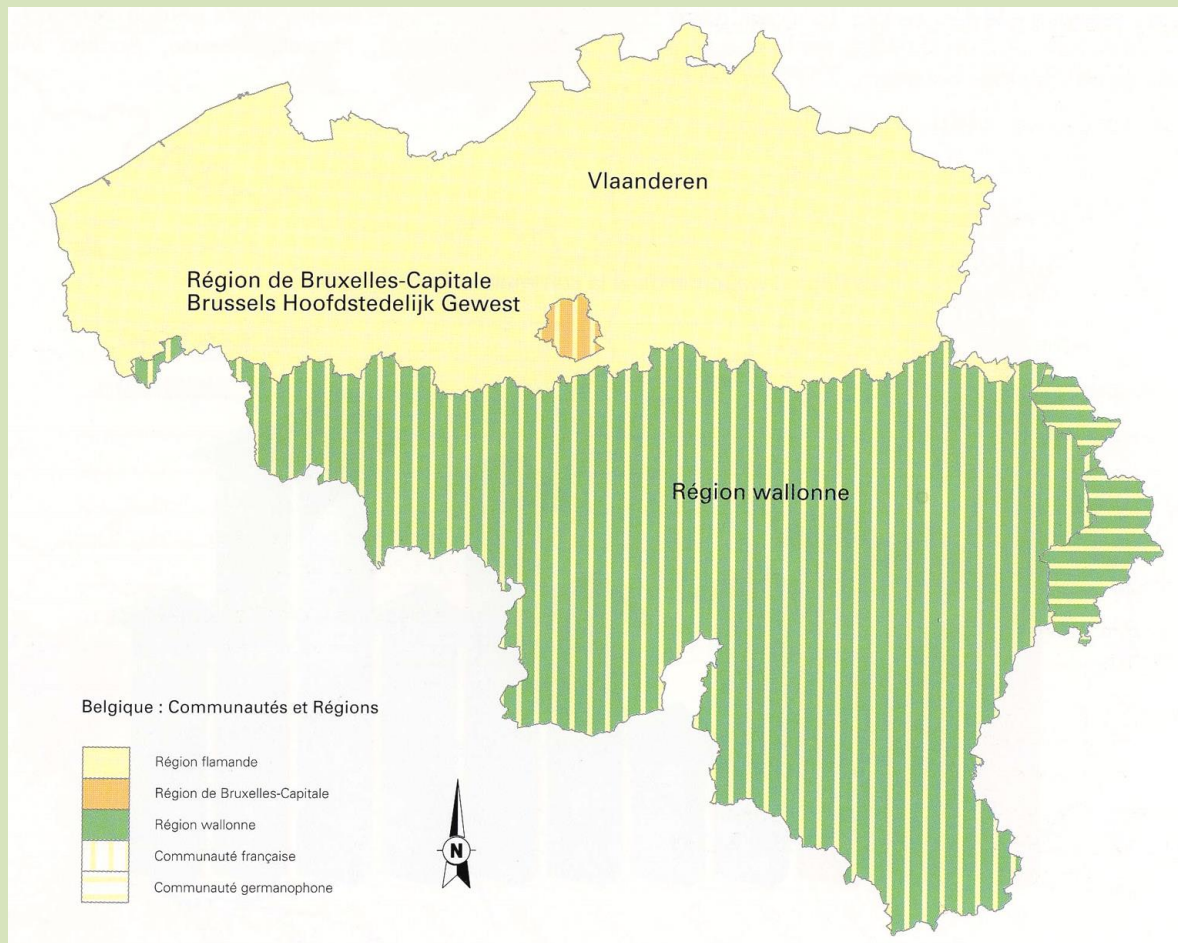 Vlaanderen
Région de Bruxelles-Capitale
Brussels Hoofdstedelijk Gewest
Région wallonne
Belgique : Communautés et Régions
Région flamande
Région de Bruxelles-Capitale
Région wallonne
Communauté française
Communauté germanophone
N